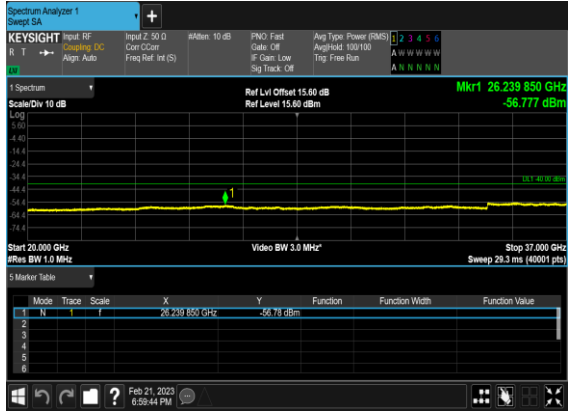 Spectrum Analyzer 1
Swept SA
KEYSIGHT
R T
Input: RF
Coupling: DC
Align: Auto
Input Z: 50 Ω
Corr CCorr
Freq Ref: Int (S)
#Atten: 10 dB
PNO: Fast
Gate: Off
IF Gain: Low
Sig Track: Off
Avg Type: Power (RMS)
Avg|Hold: 100/100
Trig: Free Run
1 2 3 4 5 6
A W W W W W
A N N N N N
1 Spectrum
Scale/Div 10 dB
Ref Lvl Offset 15.60 dB
Ref Level 15.60 dBm
Mkr1 26.239 850 GHz
-56.777 dBm
Log
5.60
-4.40
-14.4
-24.4
-34.4
-44.4
-54.4
-64.4
-74.4
DL1 -40.00 dBm
1
Start 20.000 GHz
#Res BW 1.0 MHz
Video BW 3.0 MHz*
Stop 37.000 GHz
Sweep 29.3 ms (40001 pts)
5 Marker Table
Mode Trace Scale X Y Function Function Width Function Value
1 N 1 f 26.239 850 GHz -56.78 dBm
2
3
4
5
6
Feb 21, 2023
6:59:44 PM